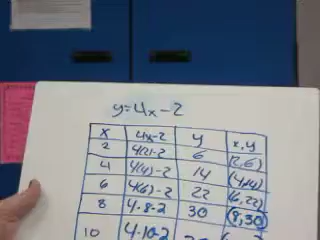 y=4x-2
x 4x-2 y x,y
2 4(2)-2 6 (2,6)
4 4(4)-2 14 (4,14)
6 4(6)-2 22 (6,22)
8 4·8-2 30 (8,30)
10 4·10-2